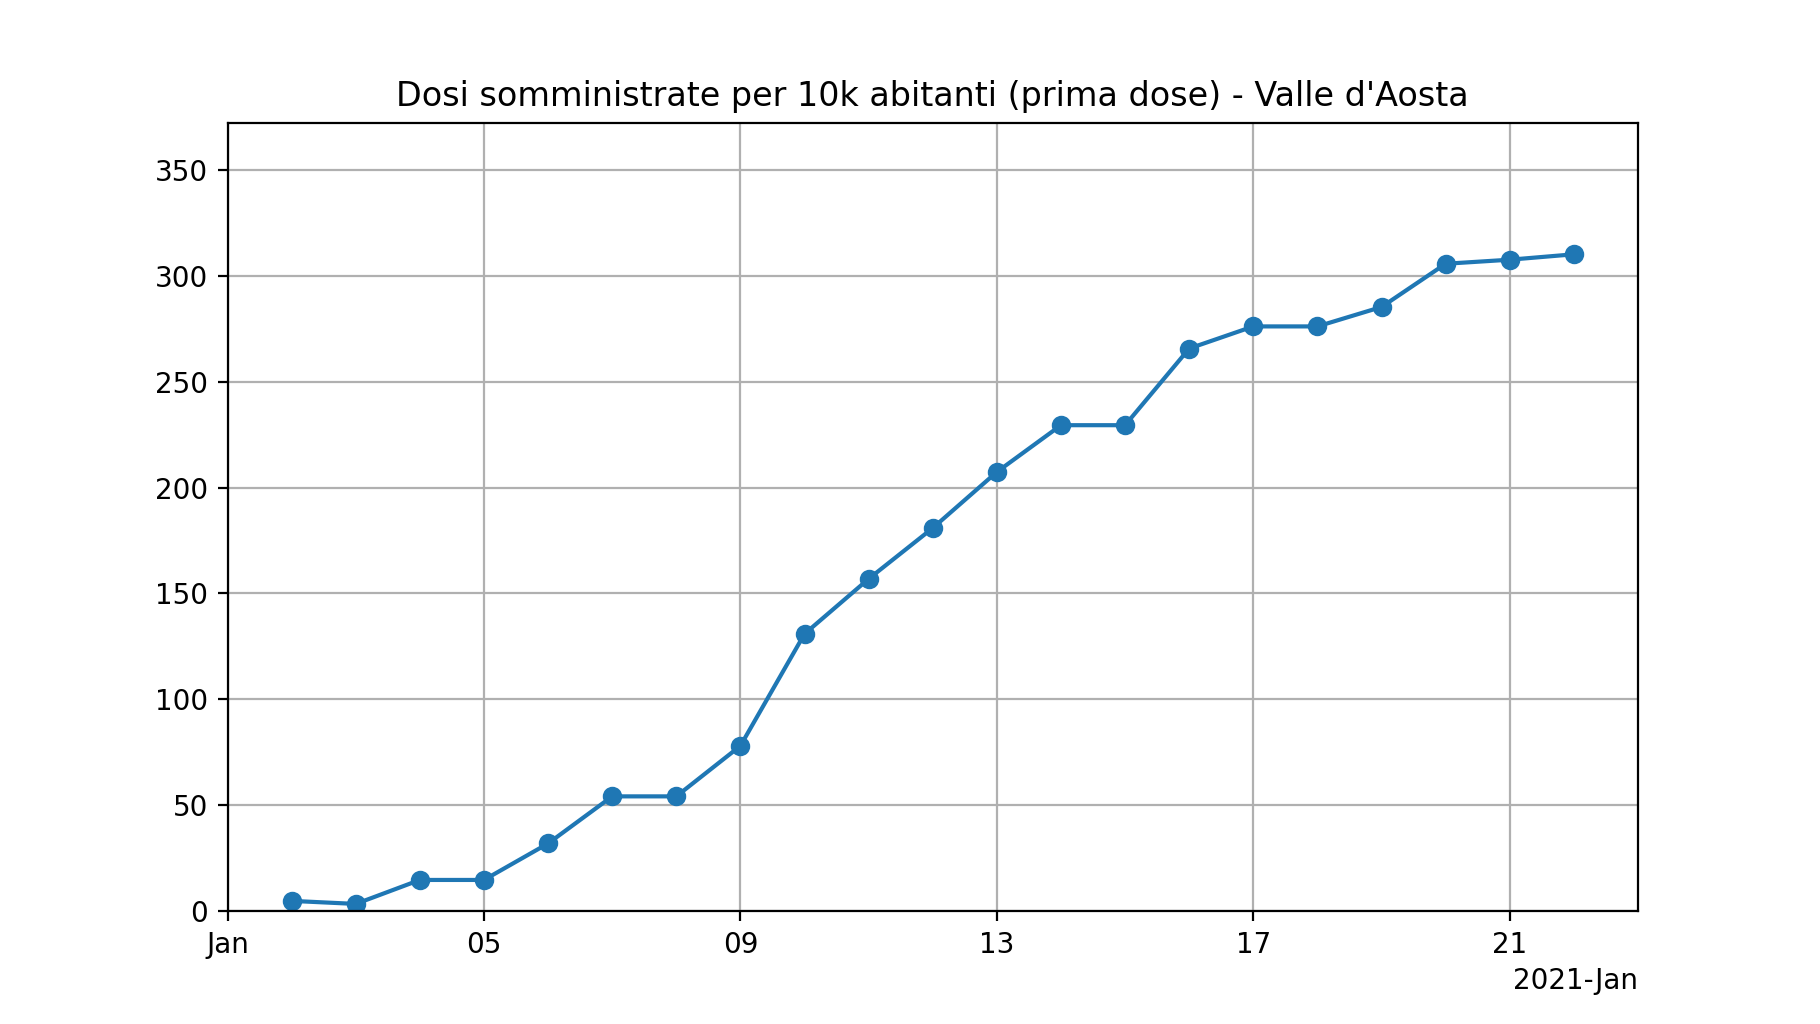 Dosi somministrate per 10k abitanti (prima dose) - Valle d'Aosta
350
300
250
200
150
100
50
0
Jan 05 09 13 17 21
2021-Jan